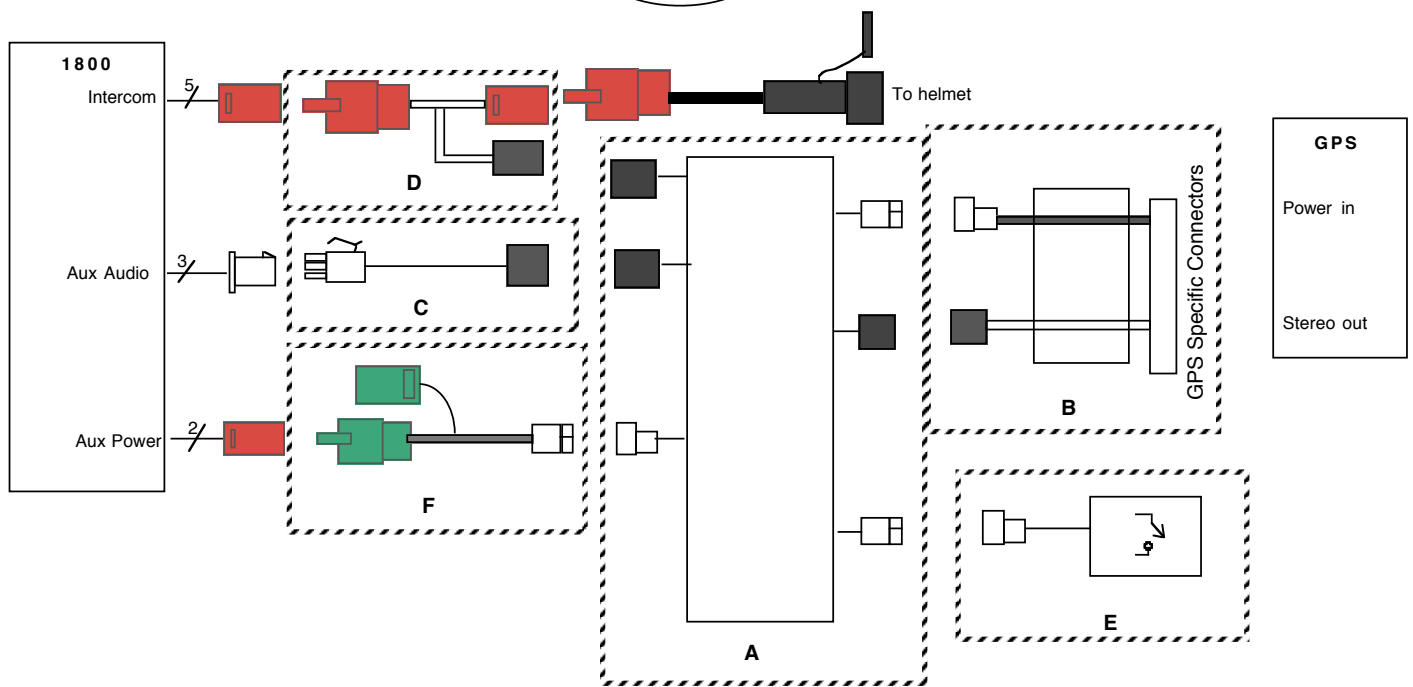 1800
Intercom
5
To helmet
D
GPS
Power in
Stereo out
GPS Specific Connectors
Aux Audio
3
C
B
Aux Power
2
F
A
E